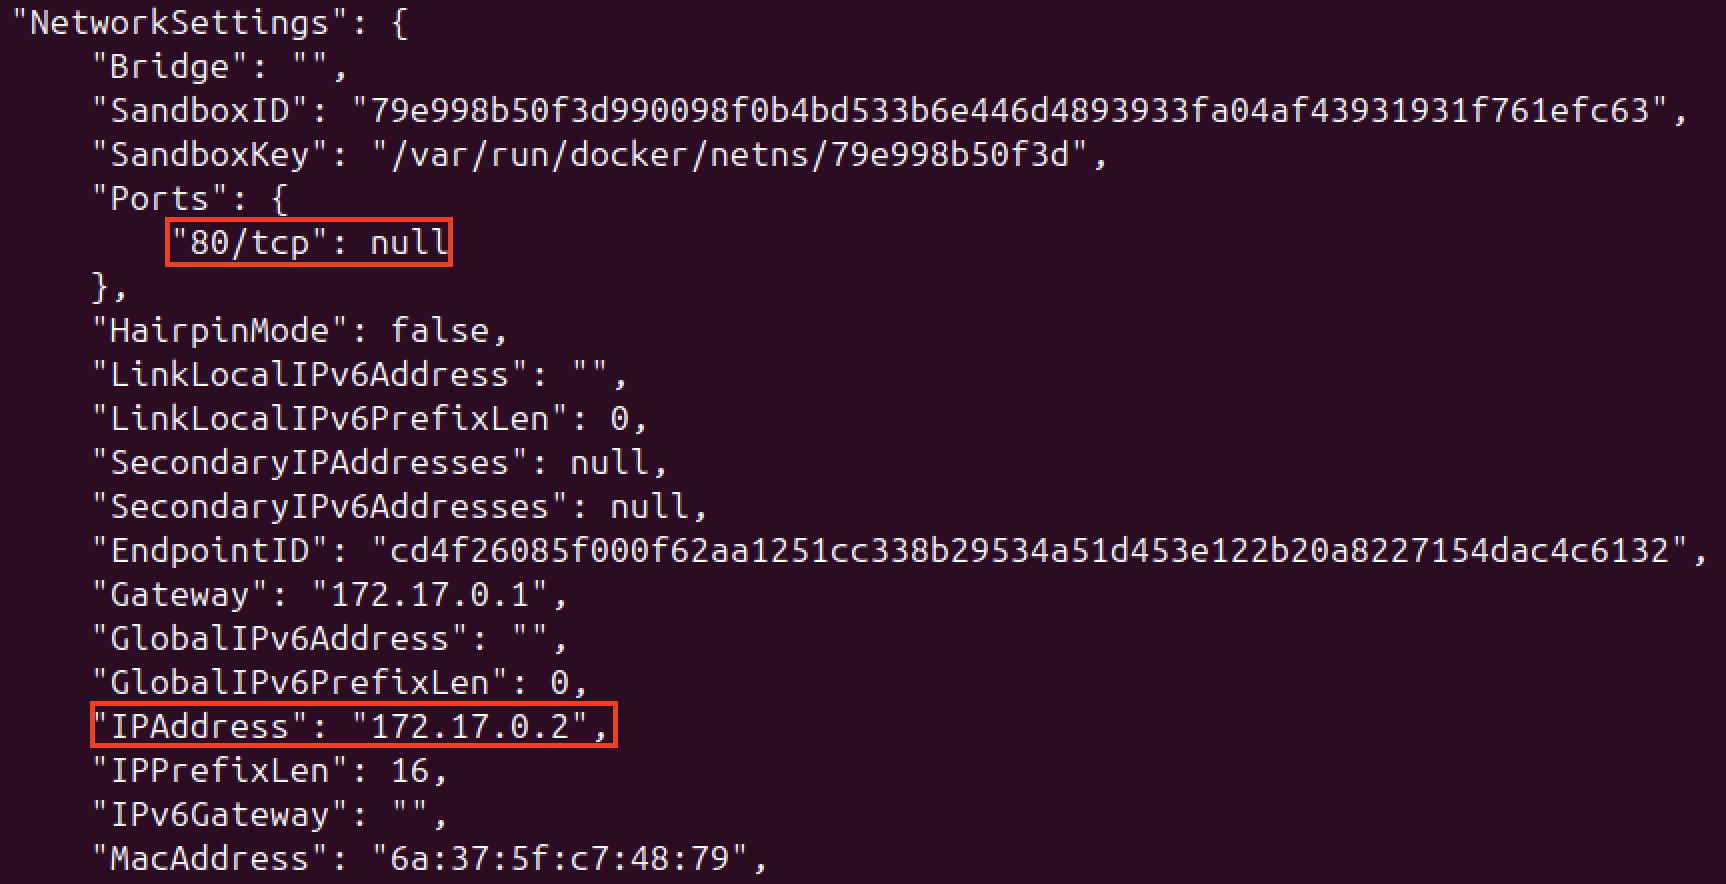 "NetworkSettings": {
"Bridge": "",
"SandboxID": "79e998b50f3d990098f0b4bd533b6e446d4893933fa04af43931931f761efc63",
"SandboxKey": "/var/run/docker/netns/79e998b50f3d",
"Ports": {
"80/tcp": null
},
"HairpinMode": false,
"LinkLocalIPv6Address": "",
"LinkLocalIPv6PrefixLen": 0,
"SecondaryIPAddresses": null,
"SecondaryIPv6Addresses": null,
"EndpointID": "cd4f26085f000f62aa1251cc338b29534a51d453e122b20a8227154dac4c6132",
"Gateway": "172.17.0.1",
"GlobalIPv6Address": "",
"GlobalIPv6PrefixLen": 0,
"IPAddress": "172.17.0.2",
"IPPrefixLen": 16,
"IPv6Gateway": "",
"MacAddress": "6a:37:5f:c7:48:79",